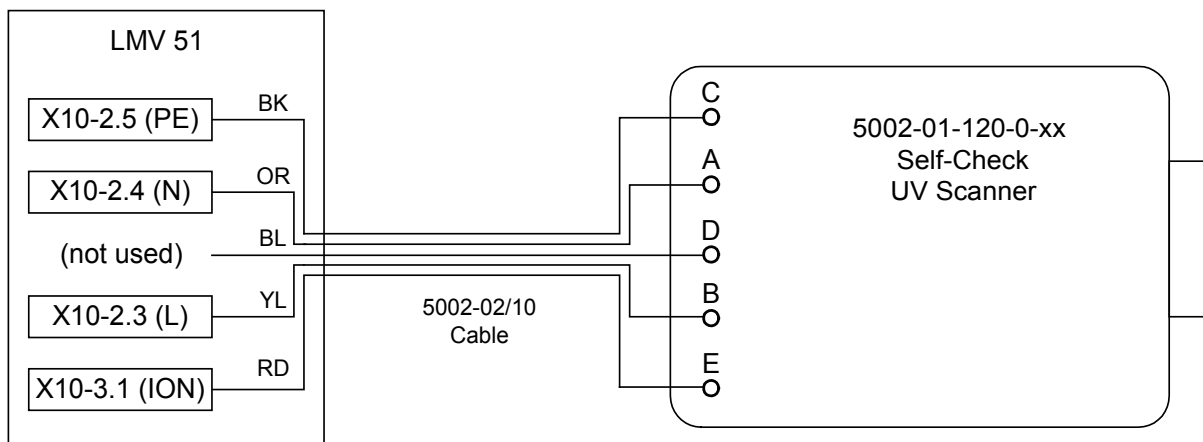 LMV 51
X10-2.5 (PE)
BK
X10-2.4 (N)
OR
(not used)
BL
X10-2.3 (L)
YL
X10-3.1 (ION)
RD
5002-02/10
Cable
C
A
D
B
E
5002-01-120-0-xx
Self-Check
UV Scanner